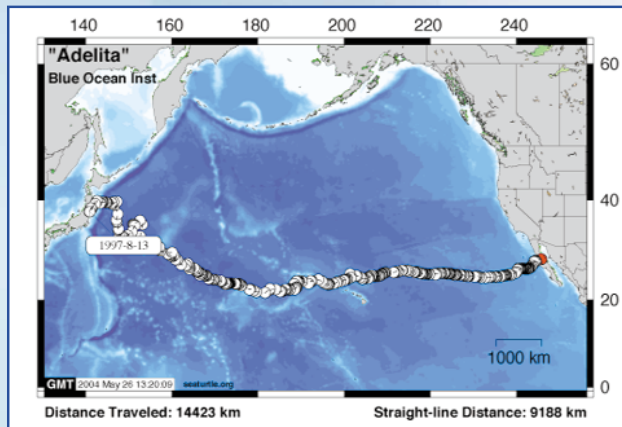 140 160 180 200 220 240
"Adelita"
Blue Ocean Inst
60
40
1997-8-13
20
1000 km
0
GMT 2004 May 26 13:20:09 seaturtle.org
Distance Traveled: 14423 km Straight-line Distance: 9188 km